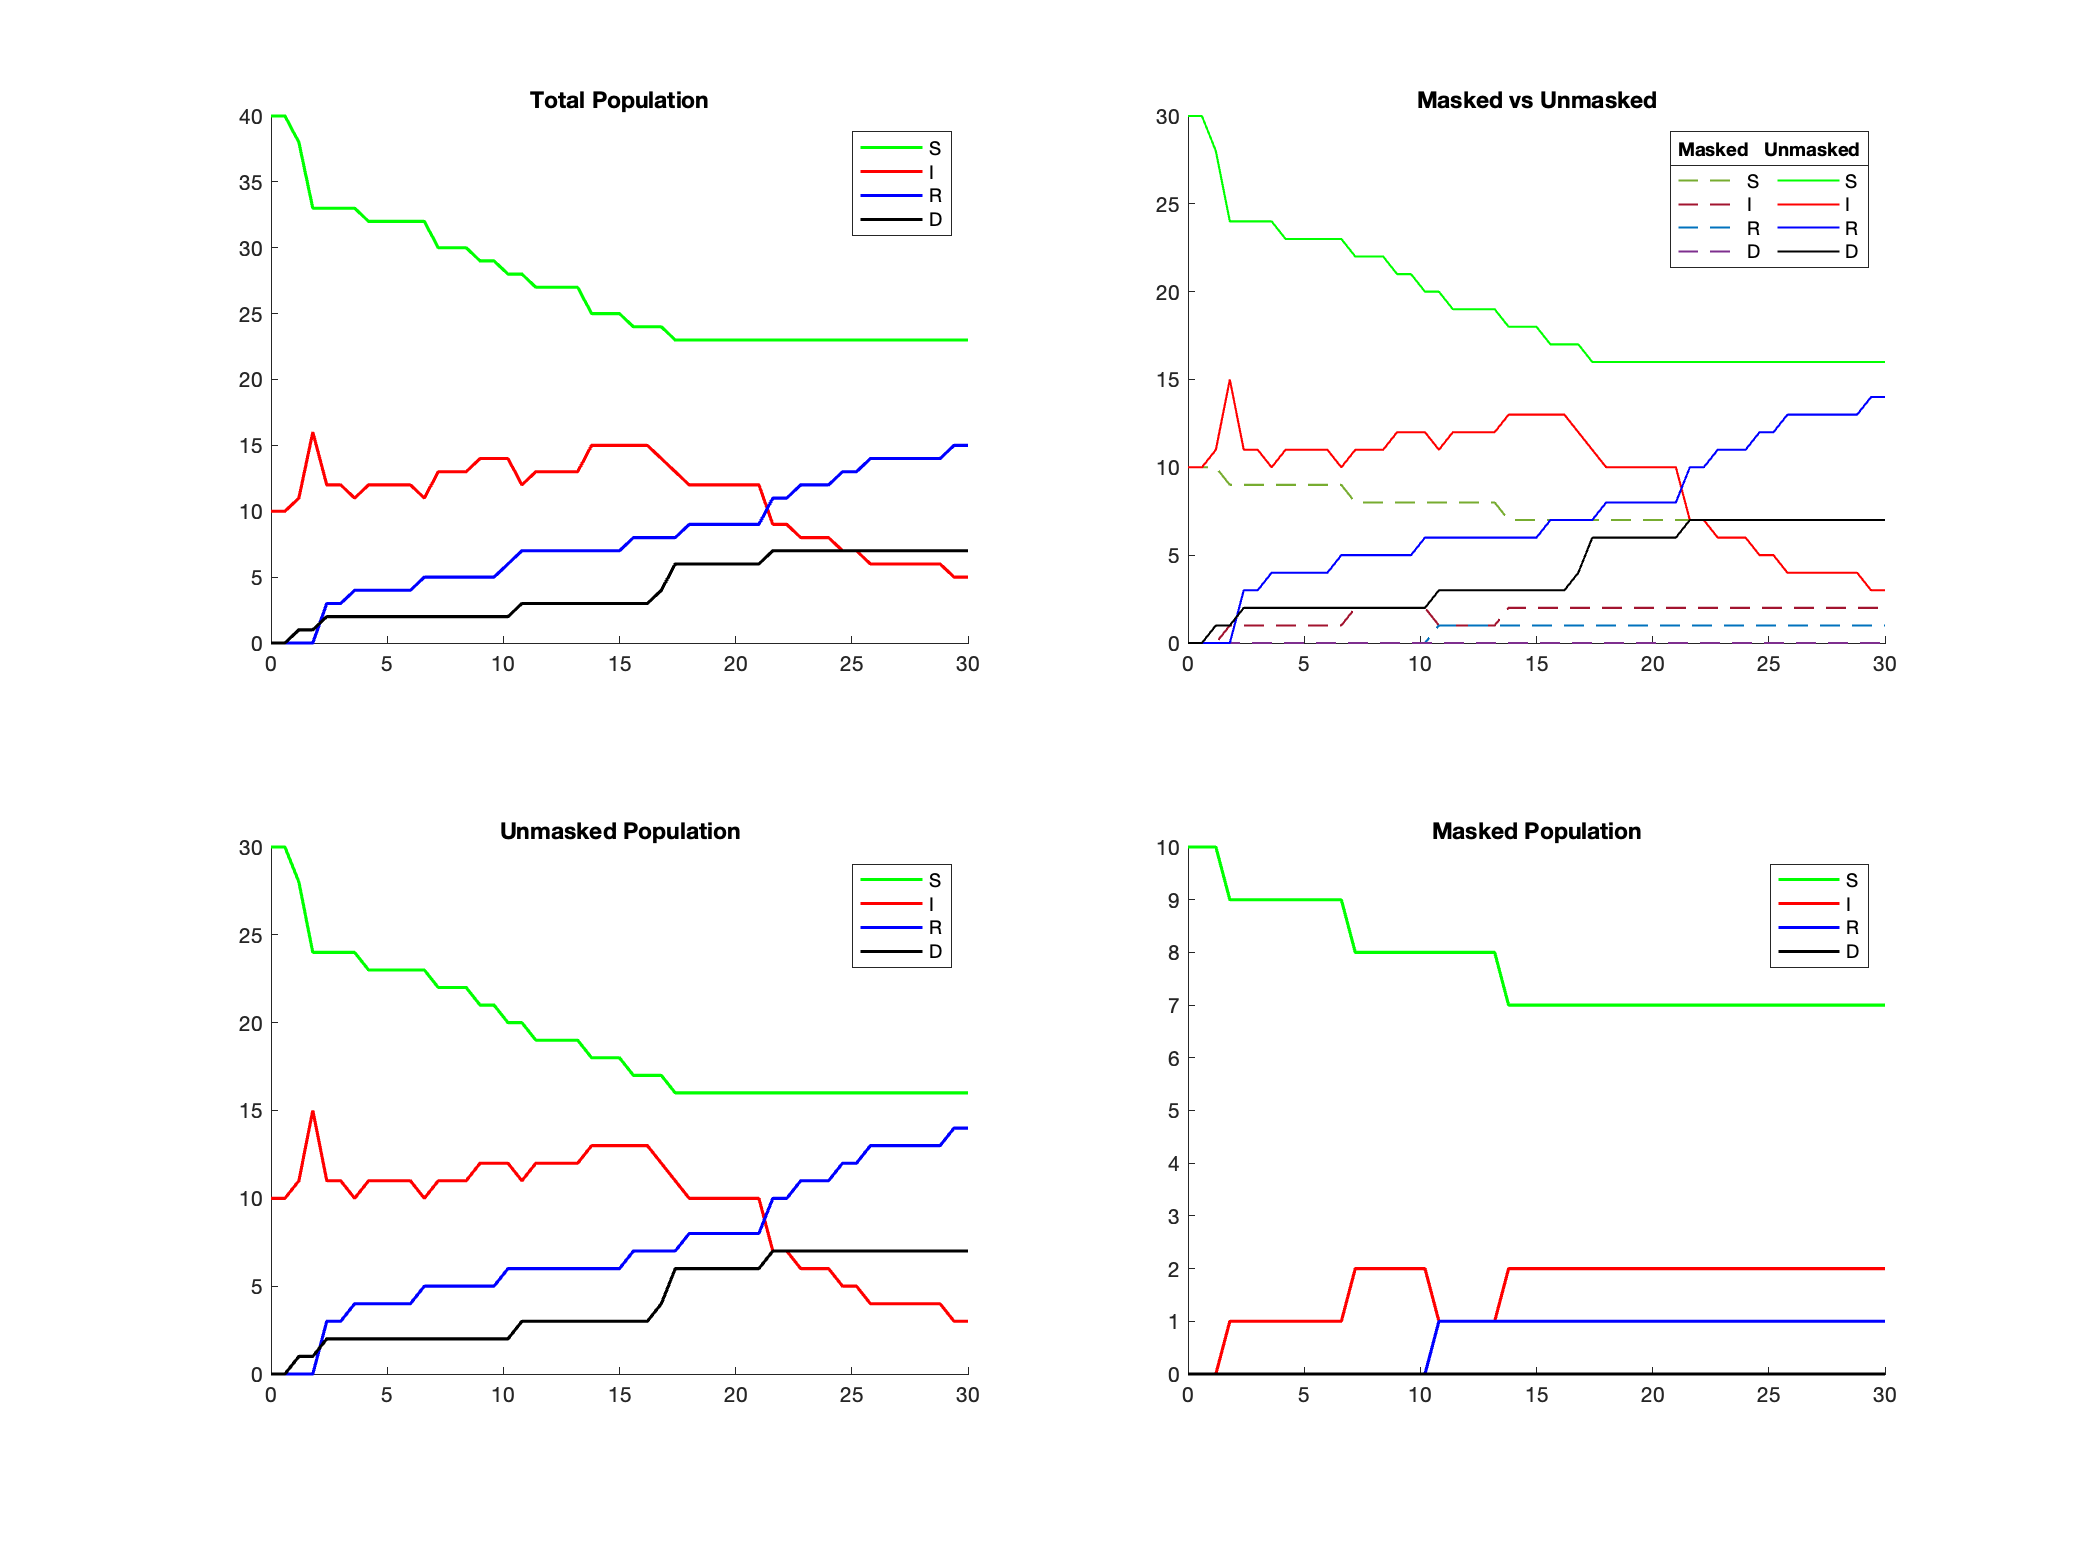 Total Population
40
35
30
25
20
15
10
5
0
0 5 10 15 20 25 30
S
I
R
D
Masked vs Unmasked
30
25
20
15
10
5
0
0 5 10 15 20 25 30
Masked Unmasked
S S
I I
R R
D D
Unmasked Population
30
25
20
15
10
5
0
0 5 10 15 20 25 30
S
I
R
D
Masked Population
10
9
8
7
6
5
4
3
2
1
0
0 5 10 15 20 25 30
S
I
R
D